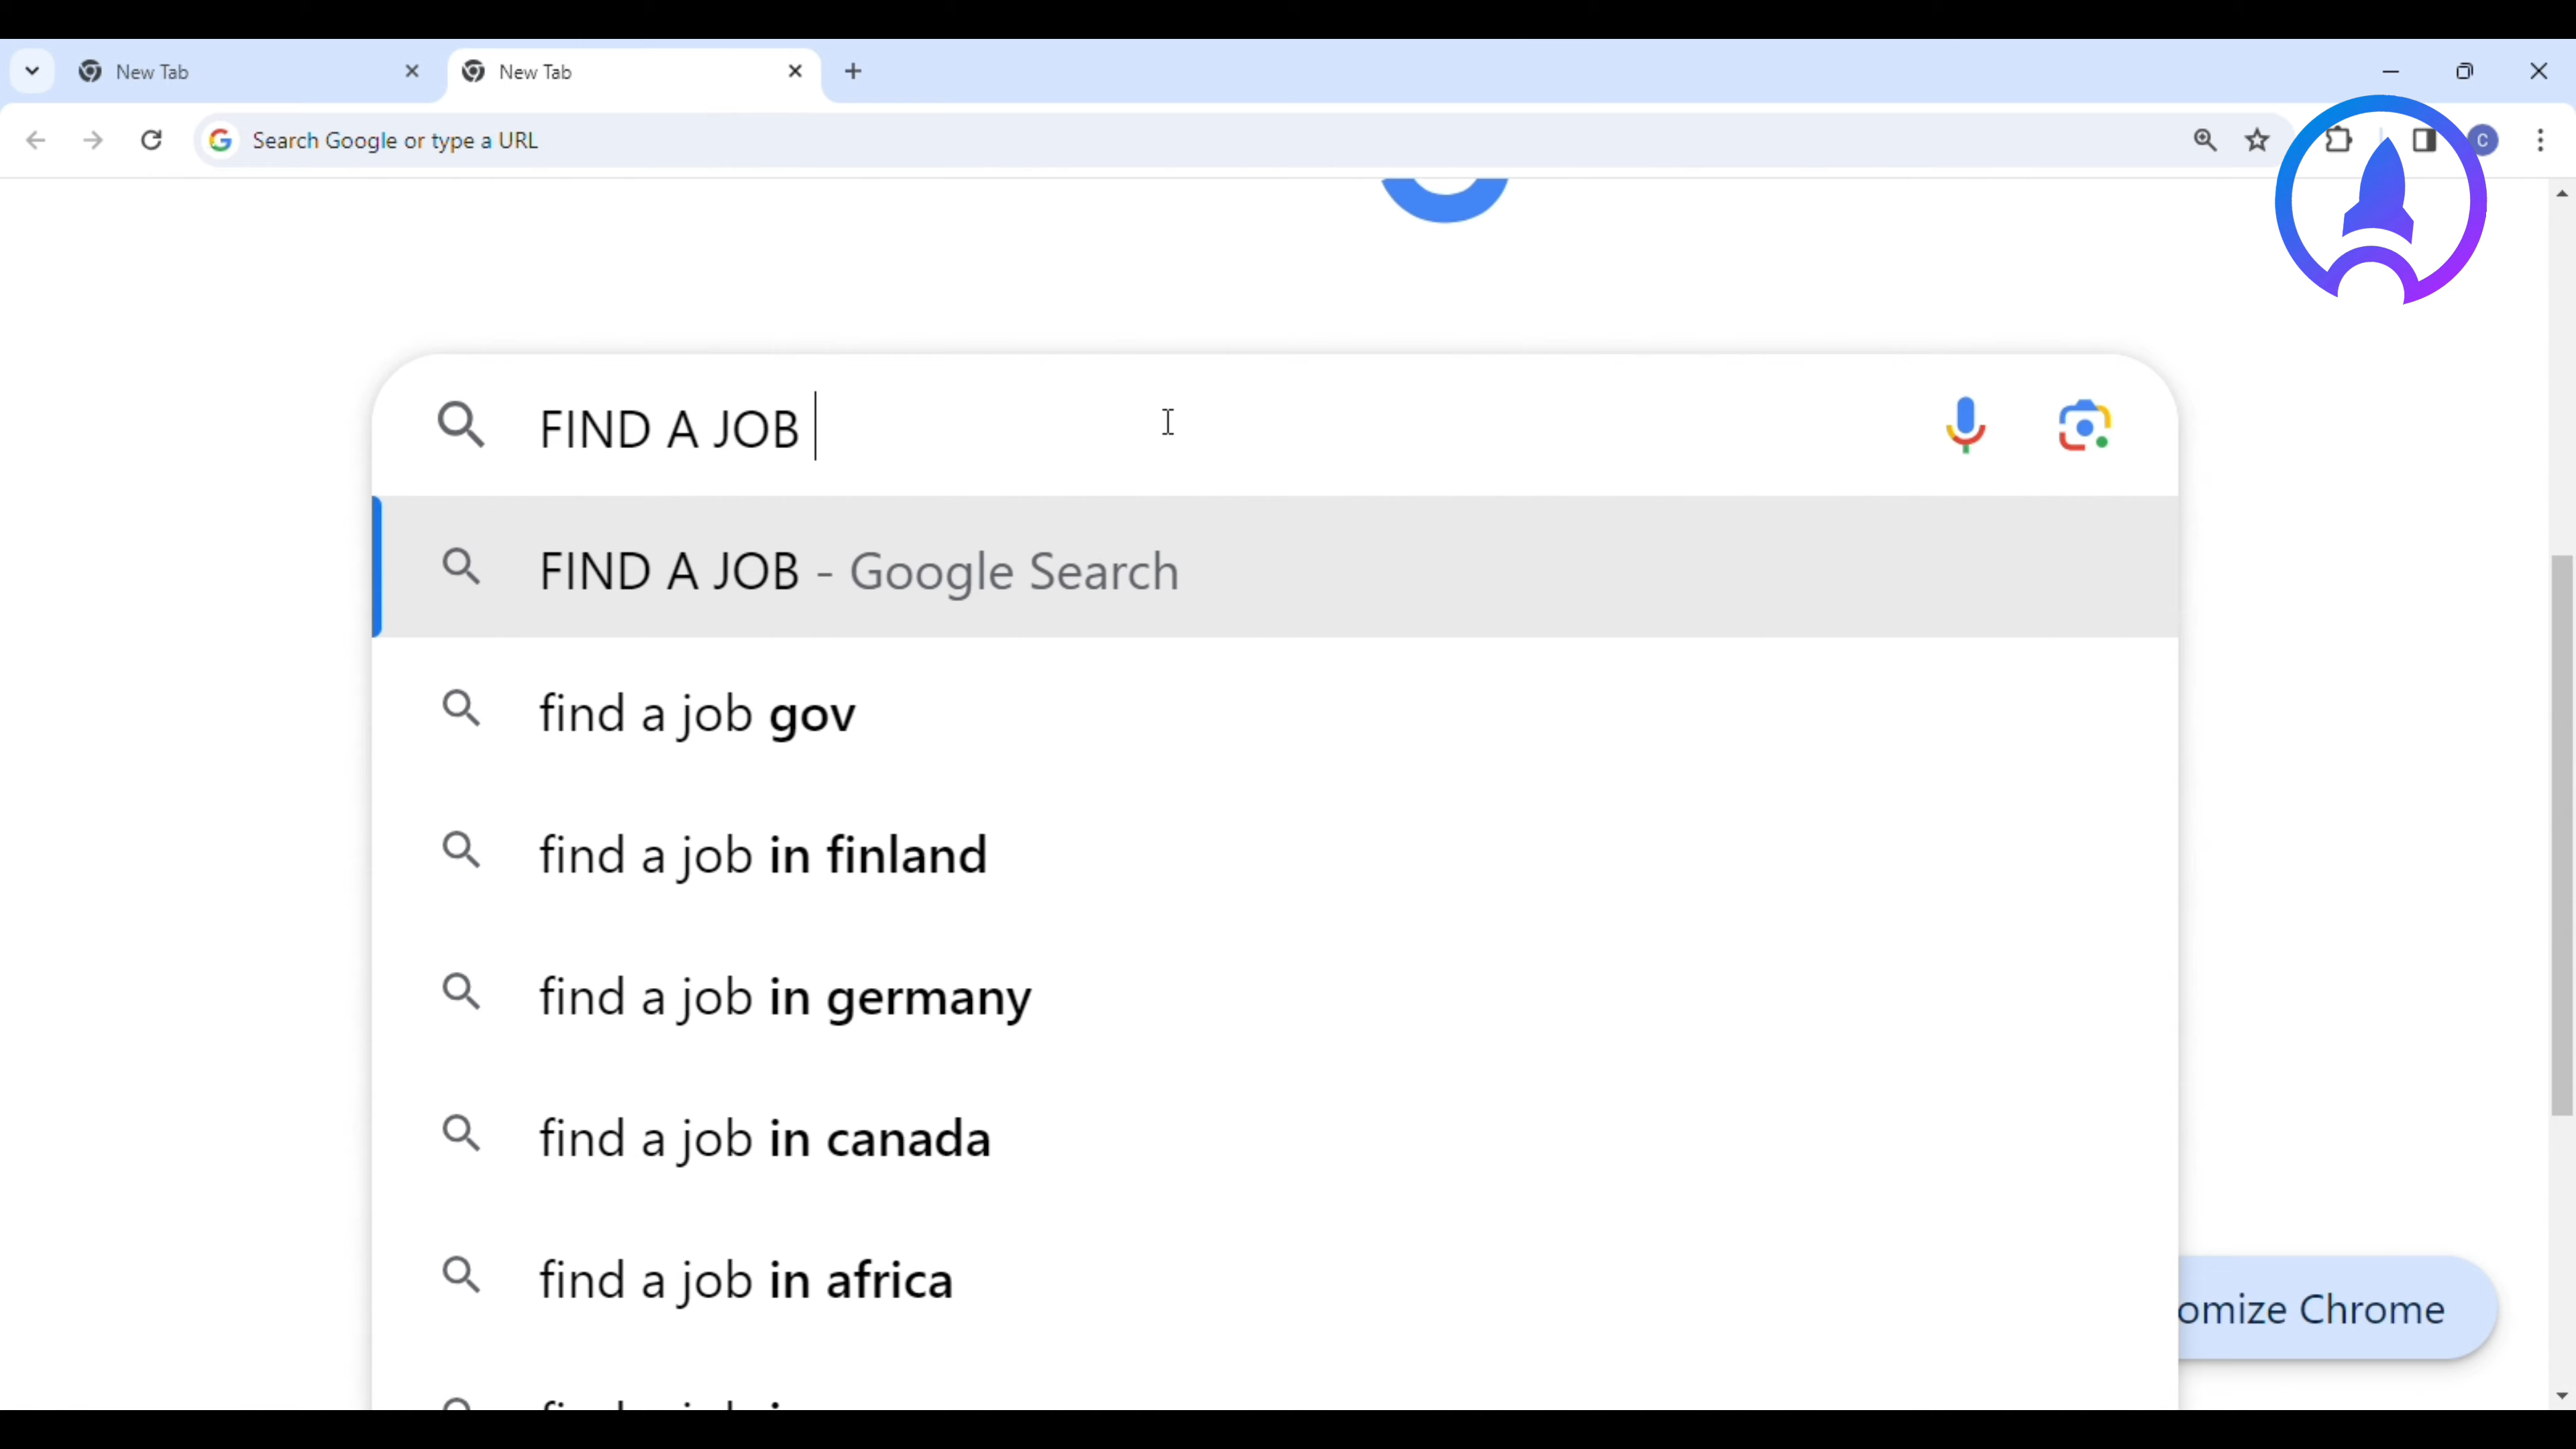 New Tab
New Tab
Search Google or type a URL
C
FIND A JOB
FIND A JOB - Google Search
find a job gov
find a job in finland
find a job in germany
find a job in canada
find a job in africa
omize Chrome